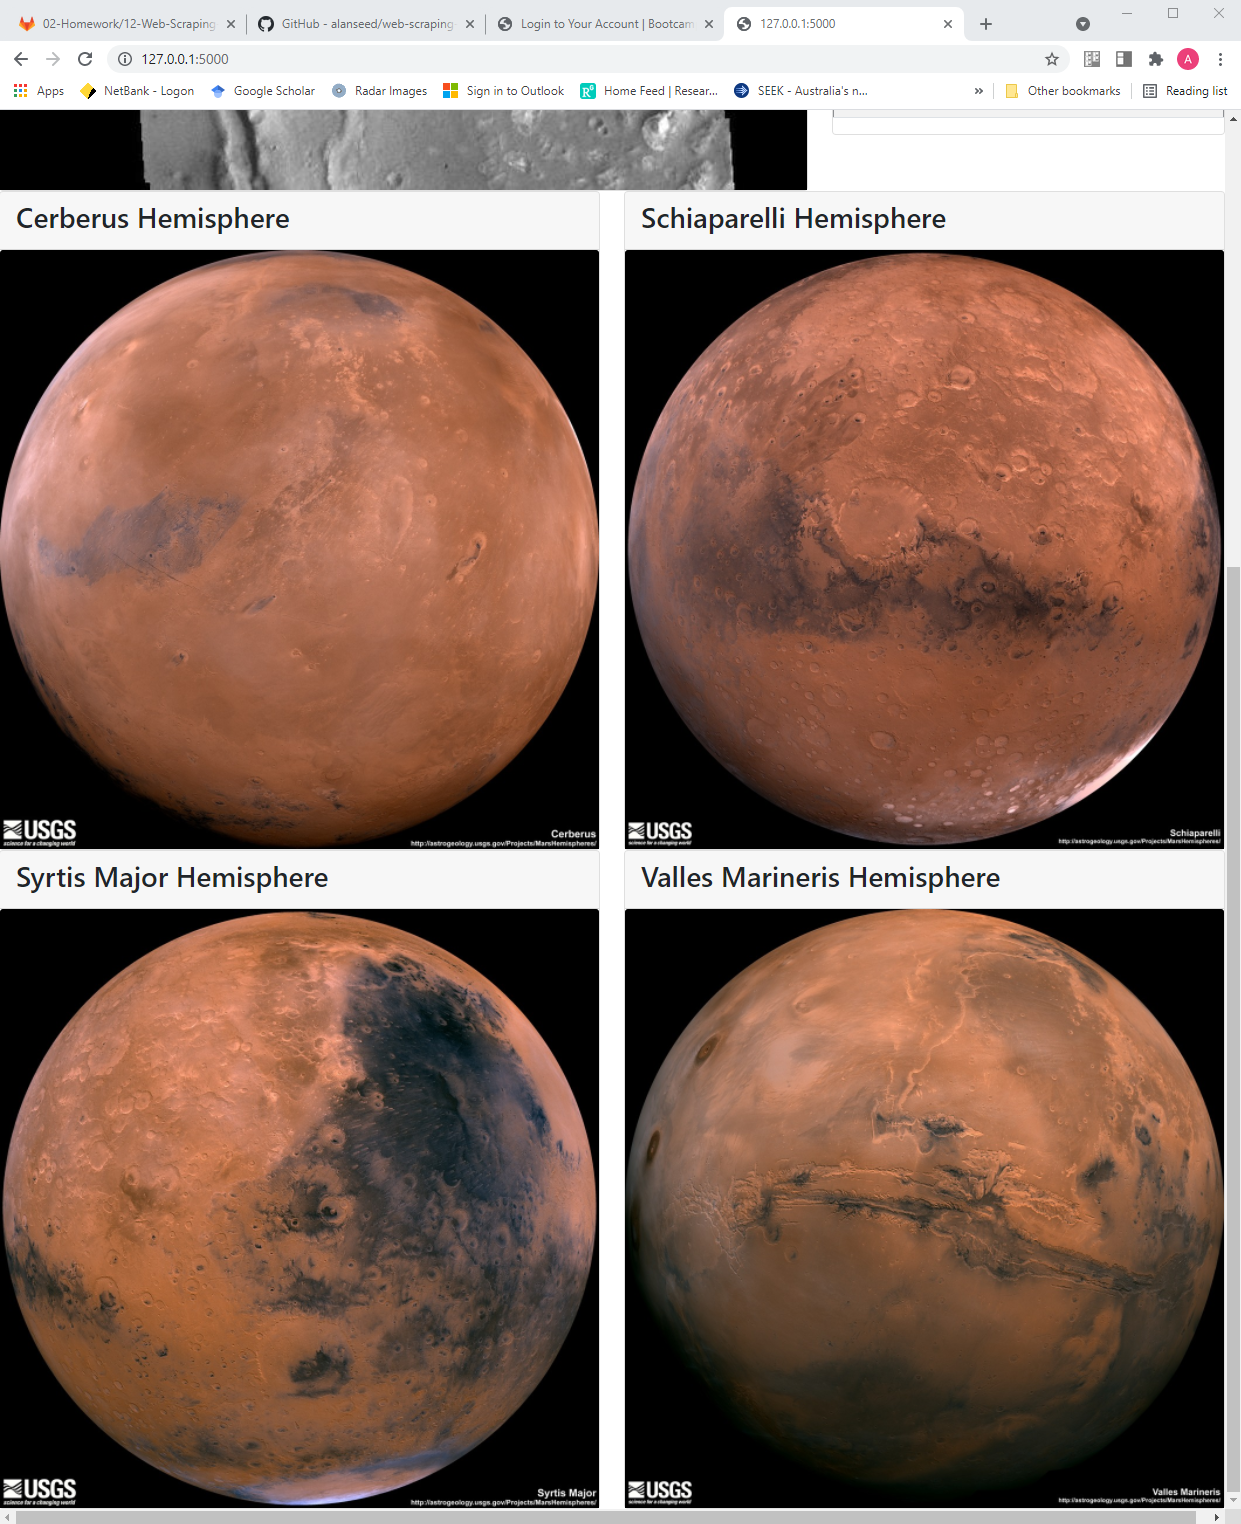 02-Homework/12-Web-Scraping
GitHub - alanseed/web-scraping
Login to Your Account | Bootcam
127.0.0.1:5000
127.0.0.1:5000
A
Apps
NetBank - Logon
Google Scholar
Radar Images
Sign in to Outlook
Home Feed | Resear...
SEEK - Australia's n...
»
Other bookmarks
Reading list
Cerberus Hemisphere
Schiaparelli Hemisphere
USGS
science for a changing world
Cerberus
http://astrogeology.usgs.gov/Projects/MarsHemispheres/
USGS
science for a changing world
Schiaparelli
http://astrogeology.usgs.gov/Projects/MarsHemispheres/
Syrtis Major Hemisphere
Valles Marineris Hemisphere
USGS
science for a changing world
Syrtis Major
http://astrogeology.usgs.gov/Projects/MarsHemispheres/
USGS
science for a changing world
Valles Marineris
http://astrogeology.usgs.gov/Projects/MarsHemispheres/